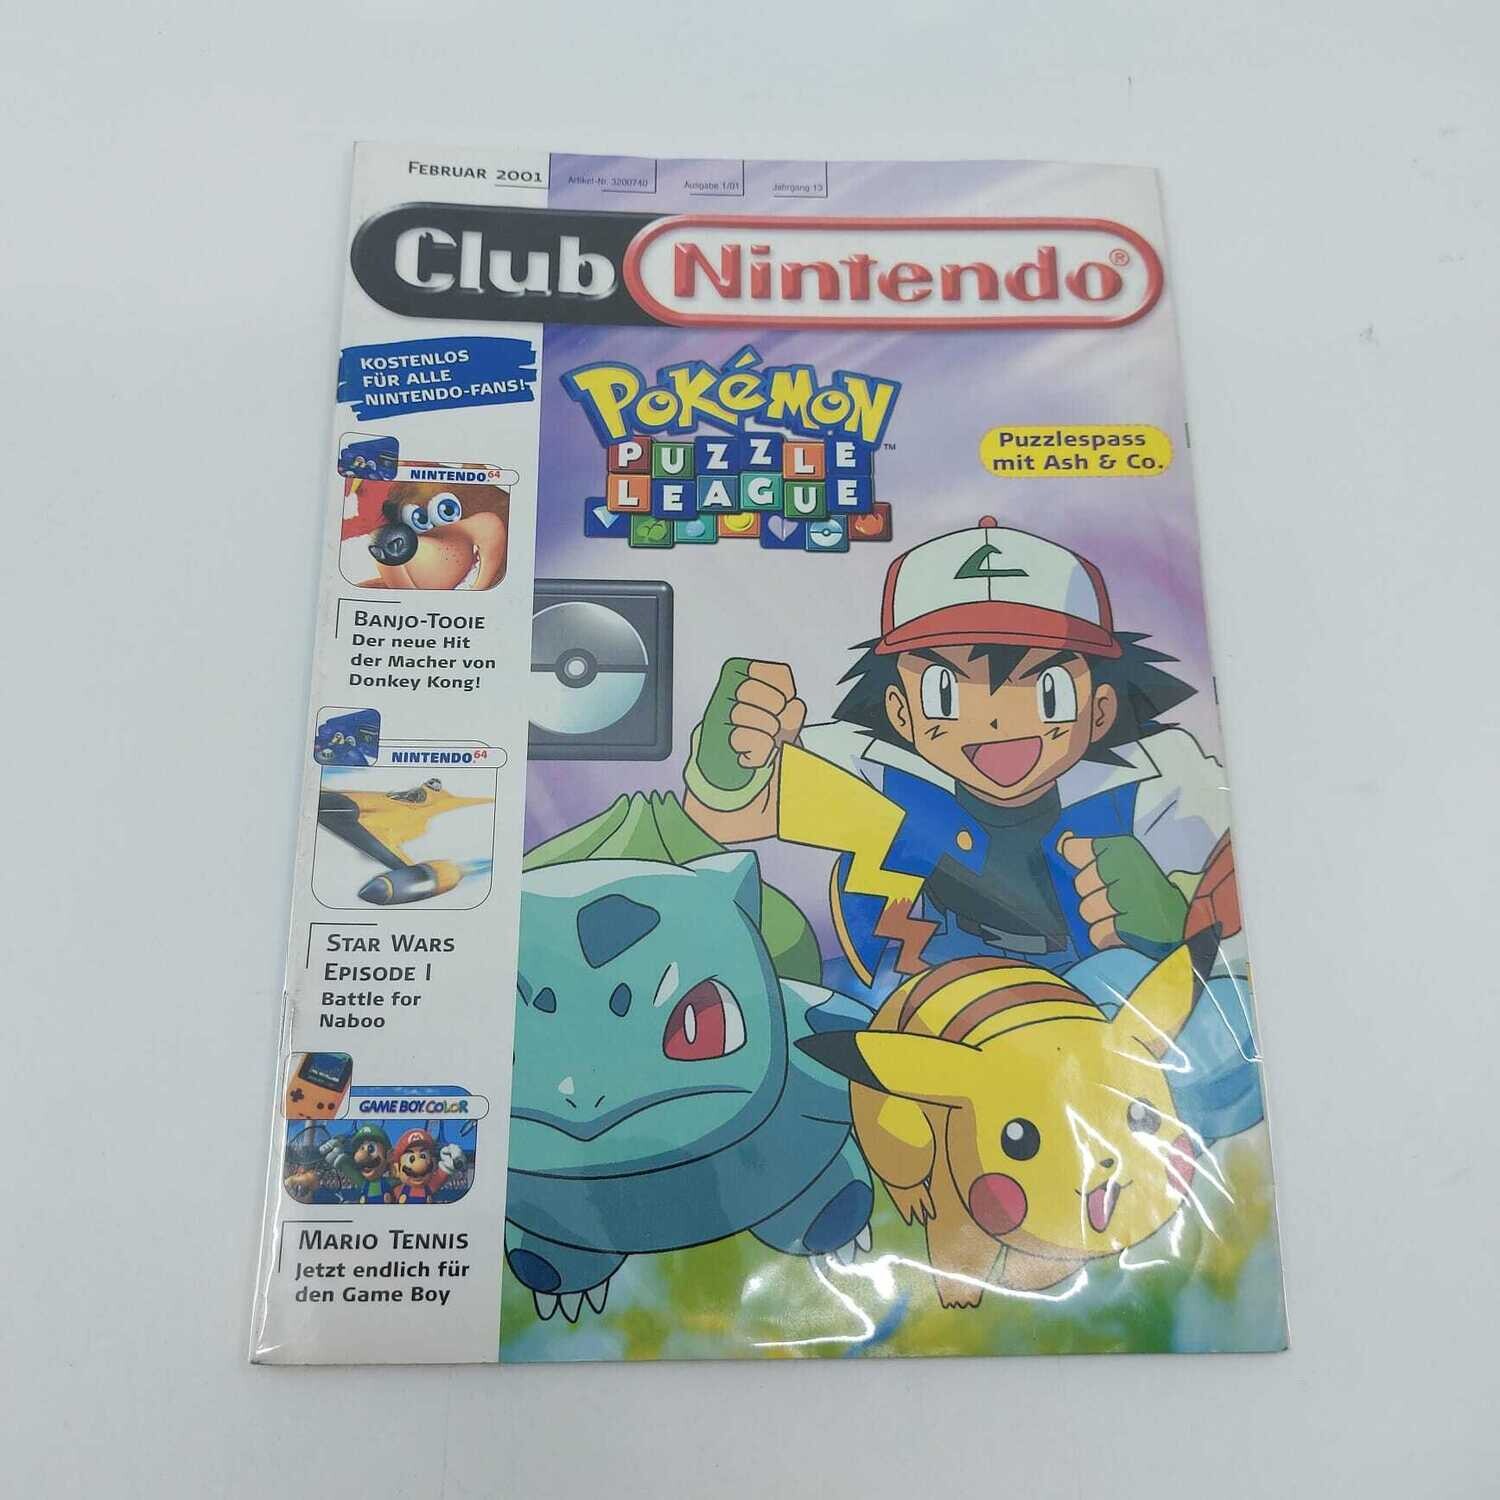 FEBRUAR 2001
Artikel-Nr. 3200740
Ausgabe 1/01
Jahrgang 13
Club Nintendo®
KOSTENLOS
FÜR ALLE
NINTENDO-FANS!
POKÉMON
PUZZLE
LEAGUE™
Puzzlespass
mit Ash & Co.
NINTENDO64
BANJO-TOOIE
Der neue Hit
der Macher von
Donkey Kong!
NINTENDO64
STAR WARS
EPISODE I
Battle for
Naboo
GAME BOY COLOR
MARIO TENNIS
Jetzt endlich für
den Game Boy